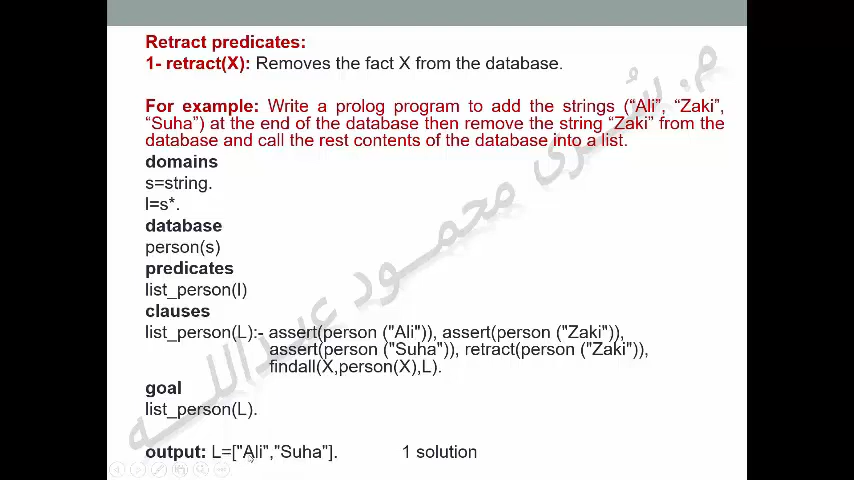 Retract predicates:
1- retract(X): Removes the fact X from the database.
For example: Write a prolog program to add the strings (“Ali”, “Zaki”,
“Suha”) at the end of the database then remove the string “Zaki” from the
database and call the rest contents of the database into a list.
domains
s=string.
l=s*.
database
person(s)
predicates
list_person(l)
clauses
list_person(L):- assert(person ("Ali")), assert(person ("Zaki")),
assert(person ("Suha")), retract(person ("Zaki")),
findall(X,person(X),L).
goal
list_person(L).
output: L=["Ali","Suha"]. 1 solution
م. يسرى محمود عبدالله